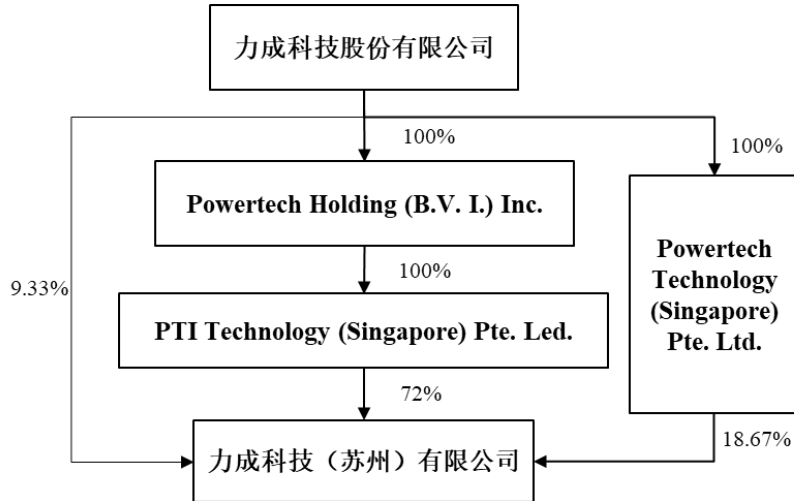 力成科技股份有限公司
100%
100%
Powertech Holding (B.V. I.) Inc.
Powertech
Technology
(Singapore)
Pte. Ltd.
100%
9.33%
PTI Technology (Singapore) Pte. Led.
72%
18.67%
力成科技（苏州）有限公司